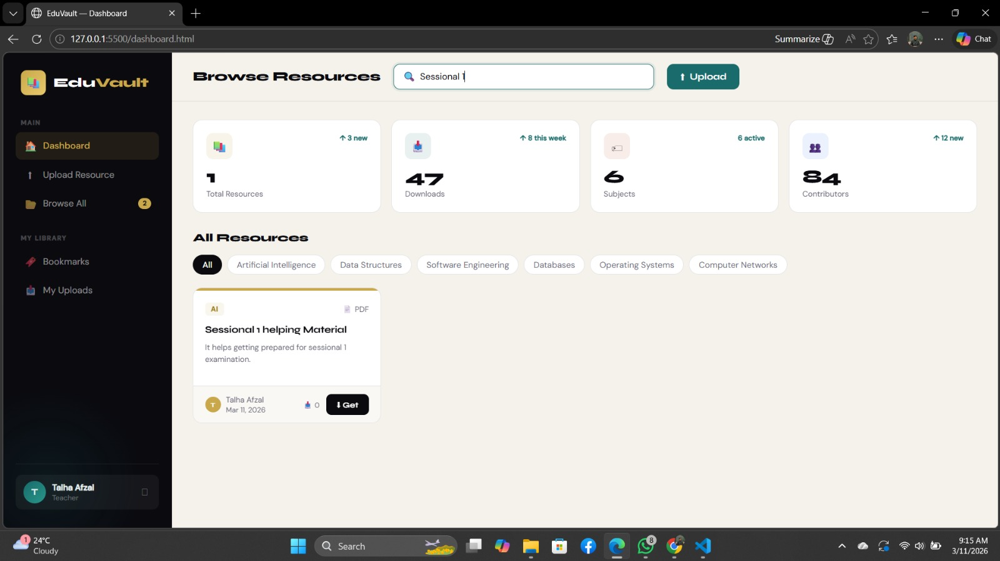 EduVault — Dashboard
127.0.0.1:5500/dashboard.html
Summarize
Chat
EduVault
MAIN
Dashboard
Upload Resource
Browse All
2
MY LIBRARY
Bookmarks
My Uploads
Talha Afzal
Teacher
T
Browse Resources
Sessional 1
Upload
↑ 3 new
1
Total Resources
↑ 8 this week
47
Downloads
6 active
6
Subjects
↑ 12 new
84
Contributors
All Resources
All
Artificial Intelligence
Data Structures
Software Engineering
Databases
Operating Systems
Computer Networks
AI
PDF
Sessional 1 helping Material
It helps getting prepared for sessional 1
examination.
T
Talha Afzal
Mar 11, 2026
0
Get
1
24°C
Cloudy
Search
8
9:15 AM
3/11/2026